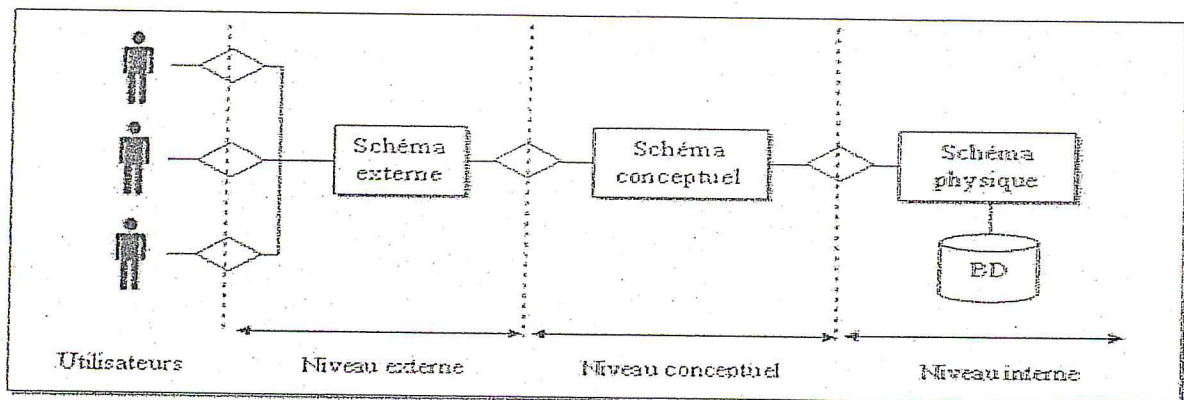 Schéma
externe
Schéma
conceptuel
Schéma
physique
BD
Utilisateurs
Niveau externe
Niveau conceptuel
Niveau interne